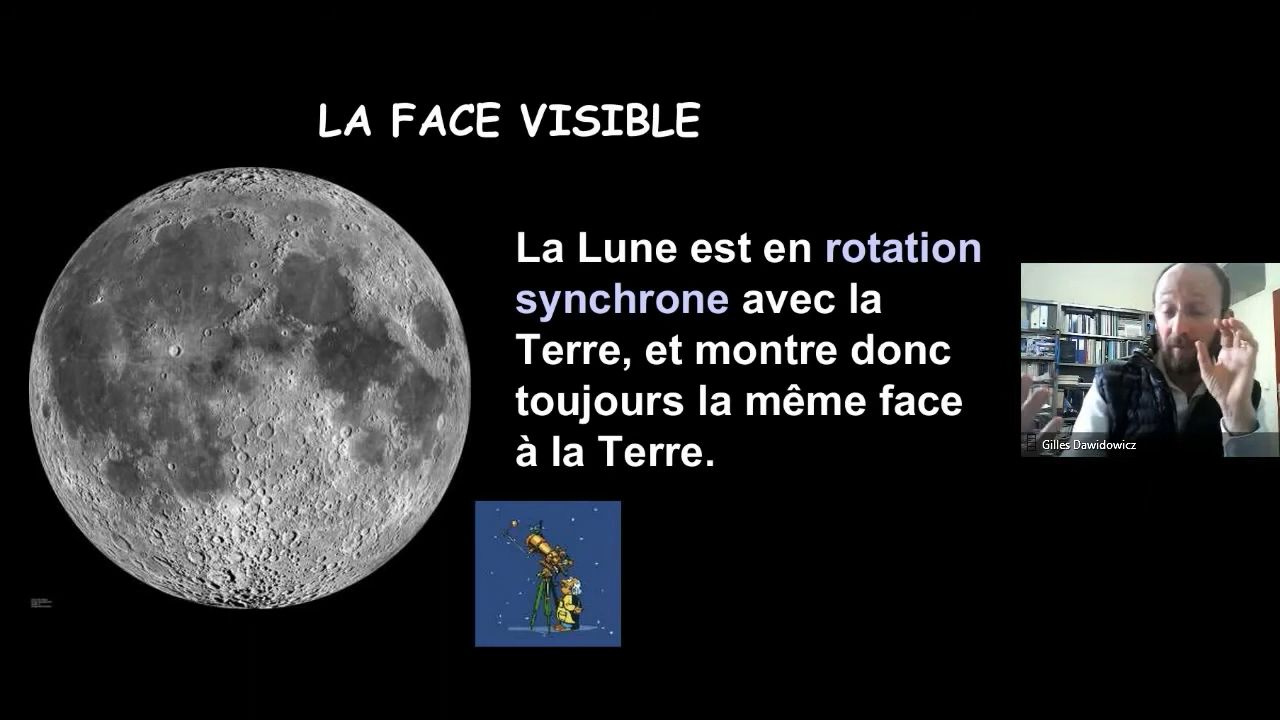 LA FACE VISIBLE
La Lune est en rotation
synchrone avec la
Terre, et montre donc
toujours la même face
à la Terre.
Gilles Dawidowicz